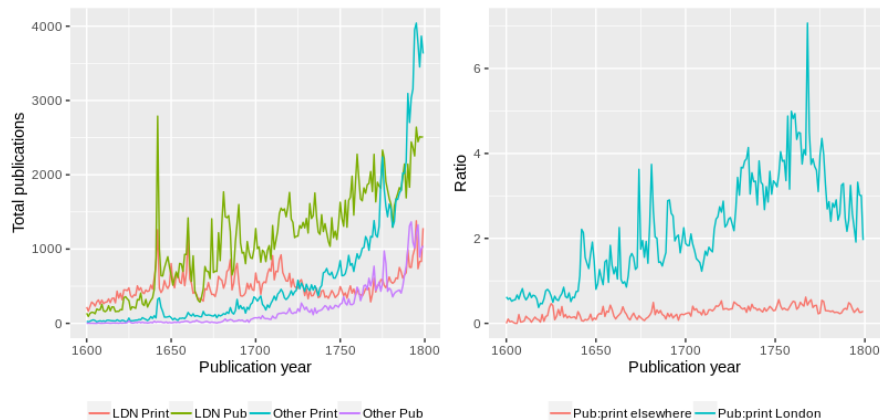 Total publications
4000
3000
2000
1000
0
1600 1650 1700 1750 1800
Publication year
LDN Print LDN Pub Other Print Other Pub
Ratio
6
4
2
0
1600 1650 1700 1750 1800
Publication year
Pub:print elsewhere Pub:print London